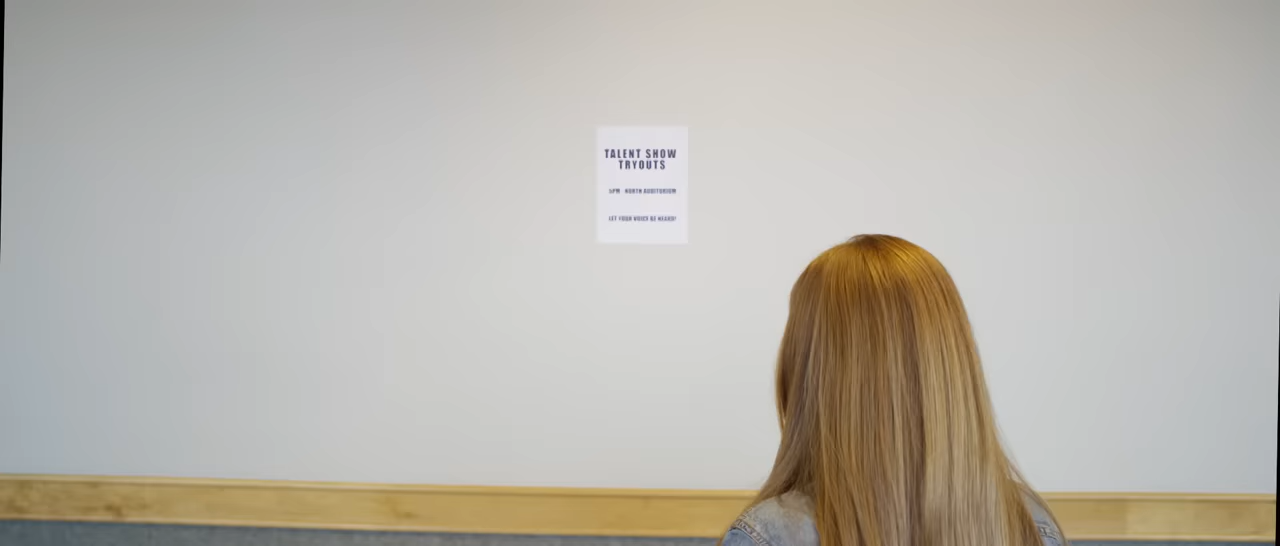 TALENT SHOW
TRYOUTS
5PM NORTH AUDITORIUM
LET YOUR VOICE BE HEARD!